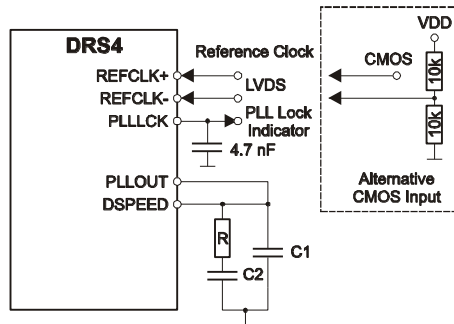 DRS4
REFCLK+
REFCLK-
PLLLCK
PLLOUT
DSPEED
Reference Clock
LVDS
PLL Lock
Indicator
4.7 nF
R
C2
C1
VDD
CMOS
10k
10k
Alternative
CMOS Input